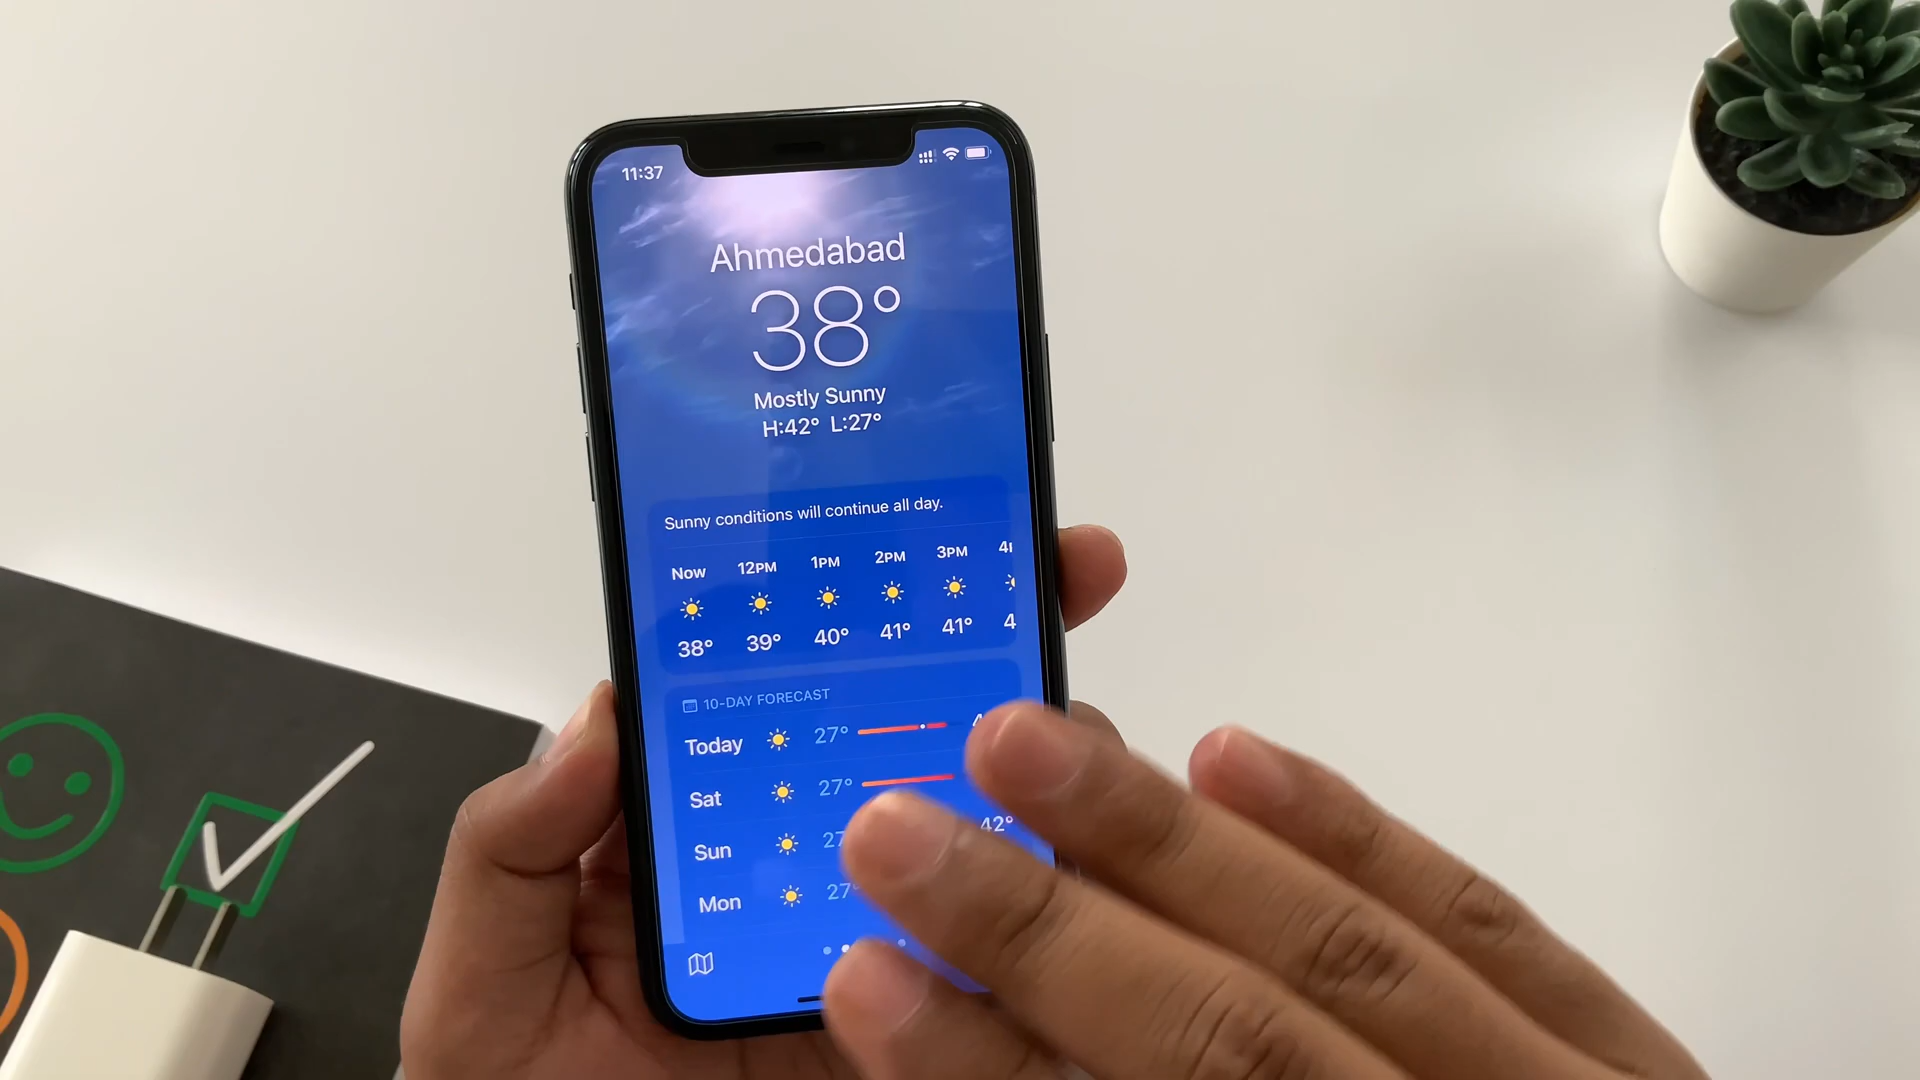 11:37
Ahmedabad
38°
Mostly Sunny
H:42° L:27°
Sunny conditions will continue all day.
Now 12PM 1PM 2PM 3PM
38° 39° 40° 41° 41°
10-DAY FORECAST
Today 27°
Sat 27°
Sun 42°
Mon 27°